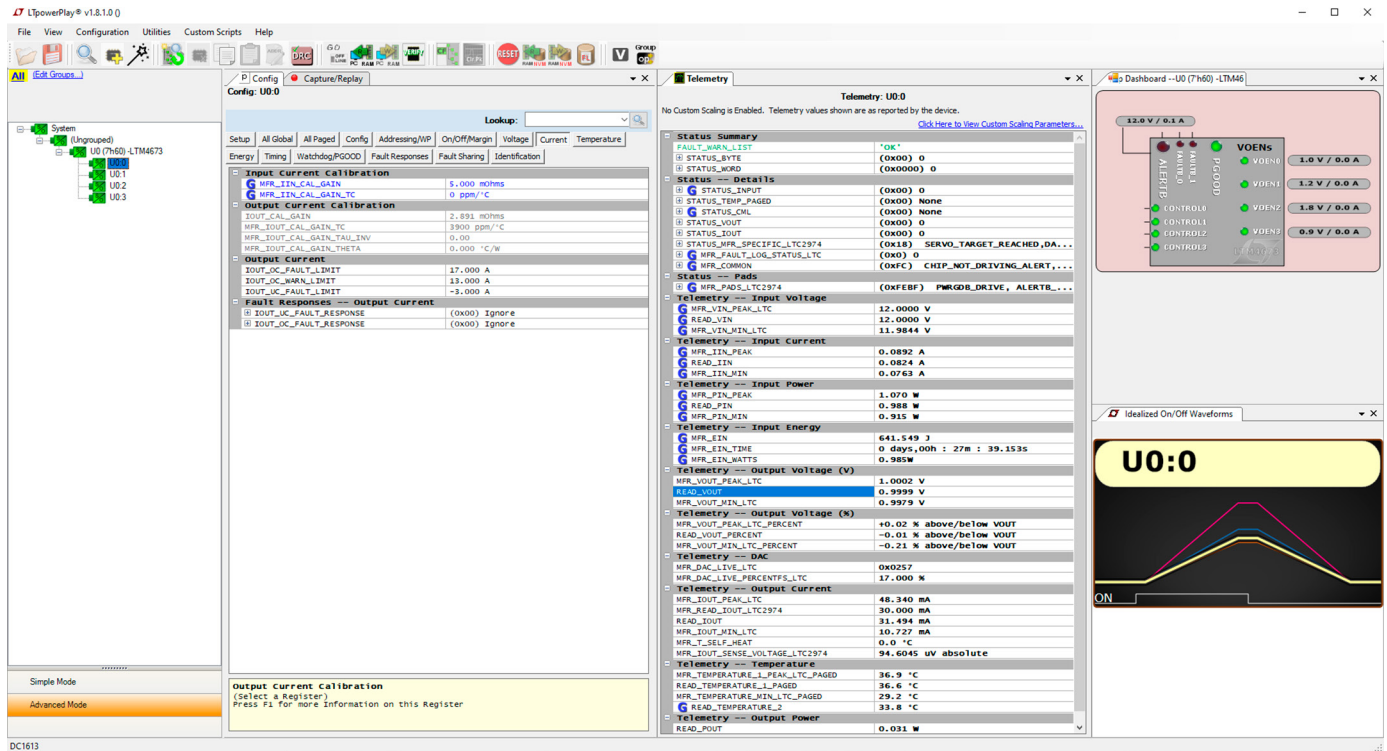 LTpowerPlay® v1.8.1.0 ()
File View Configuration Utilities Custom Scripts Help
All (Edit Groups...)
System
(Ungrouped)
U0 (7'h60) -LTM4673
U0:0
U0:1
U0:2
U0:3
Simple Mode
Advanced Mode
DC1613
Config Capture/Replay
Config: U0:0
Lookup:
Setup All Global All Paged Config Addressing/WP On/Off/Margin Voltage Current Temperature
Energy Timing Watchdog/PGOOD Fault Responses Fault Sharing Identification
Input Current Calibration
G MFR_IIN_CAL_GAIN 5.000 mOhms
G MFR_IIN_CAL_GAIN_TC 0 ppm/'C
Output Current Calibration
IOUT_CAL_GAIN 2.891 mOhms
MFR_IOUT_CAL_GAIN_TC 3900 ppm/'C
MFR_IOUT_CAL_GAIN_TAU_INV 0.00
MFR_IOUT_CAL_GAIN_THETA 0.000 'C/W
Output Current
IOUT_OC_FAULT_LIMIT 17.000 A
IOUT_OC_WARN_LIMIT 13.000 A
IOUT_UC_FAULT_LIMIT -3.000 A
Fault Responses -- Output Current
IOUT_UC_FAULT_RESPONSE (0x00) Ignore
IOUT_OC_FAULT_RESPONSE (0x00) Ignore
Output Current Calibration
(Select a Register)
Press F1 for more Information on this Register
Telemetry
Telemetry: U0:0
No Custom Scaling is Enabled. Telemetry values shown are as reported by the device.
Click Here to View Custom Scaling Parameters...
Status Summary
FAULT_WARN_LIST 'OK'
STATUS_BYTE (0x00) 0
STATUS_WORD (0x0000) 0
Status -- Details
G STATUS_INPUT (0x00) 0
STATUS_TEMP_PAGED (0x00) None
G STATUS_CML (0x00) None
STATUS_VOUT (0x00) 0
STATUS_IOUT (0x00) 0
STATUS_MFR_SPECIFIC_LTC2974 (0x18) SERVO_TARGET_REACHED,DA...
G MFR_FAULT_LOG_STATUS_LTC (0x0) 0
G MFR_COMMON (0xFC) CHIP_NOT_DRIVING_ALERT,...
Status -- Pads
G MFR_PADS_LTC2974 (0xFEBF) PWRGDB_DRIVE, ALERTB_...
Telemetry -- Input Voltage
G MFR_VIN_PEAK_LTC 12.0000 V
G READ_VIN 12.0000 V
G MFR_VIN_MIN_LTC 11.9844 V
Telemetry -- Input Current
G MFR_IIN_PEAK 0.0892 A
G READ_IIN 0.0824 A
G MFR_IIN_MIN 0.0763 A
Telemetry -- Input Power
G MFR_PIN_PEAK 1.070 W
G READ_PIN 0.988 W
G MFR_PIN_MIN 0.915 W
Telemetry -- Input Energy
G MFR_EIN 641.549 J
G MFR_EIN_TIME 0 days,00h : 27m : 39.153s
G MFR_EIN_WATTS 0.985W
Telemetry -- Output Voltage (V)
MFR_VOUT_PEAK_LTC 1.0002 V
READ_VOUT 0.9999 V
MFR_VOUT_MIN_LTC 0.9979 V
Telemetry -- Output Voltage (%)
MFR_VOUT_PEAK_LTC_PERCENT +0.02 % above/below VOUT
READ_VOUT_PERCENT -0.01 % above/below VOUT
MFR_VOUT_MIN_LTC_PERCENT -0.21 % above/below VOUT
Telemetry -- DAC
MFR_DAC_LIVE_LTC 0x0257
MFR_DAC_LIVE_PERCENTFS_LTC 17.000 %
Telemetry -- Output Current
MFR_IOUT_PEAK_LTC 48.340 mA
MFR_READ_IOUT_LTC2974 30.000 mA
READ_IOUT 31.494 mA
MFR_IOUT_MIN_LTC 10.727 mA
MFR_T_SELF_HEAT 0.0 'C
MFR_IOUT_SENSE_VOLTAGE_LTC2974 94.6045 uV absolute
Telemetry -- Temperature
MFR_TEMPERATURE_1_PEAK_LTC_PAGED 36.9 'C
READ_TEMPERATURE_1_PAGED 36.6 'C
MFR_TEMPERATURE_MIN_LTC_PAGED 29.2 'C
G READ_TEMPERATURE_2 33.8 'C
Telemetry -- Output Power
READ_POUT 0.031 W
Dashboard --U0 (7'h60) -LTM46
12.0 V / 0.1 A
VOENs
ALERTB
FAULTB_0
FAULTB_1
PGOOD
VOEN0 1.0 V / 0.0 A
VOEN1 1.2 V / 0.0 A
VOEN2 1.8 V / 0.0 A
VOEN3 0.9 V / 0.0 A
CONTROL0
CONTROL1
CONTROL2
CONTROL3
Idealized On/Off Waveforms
U0:0
ON